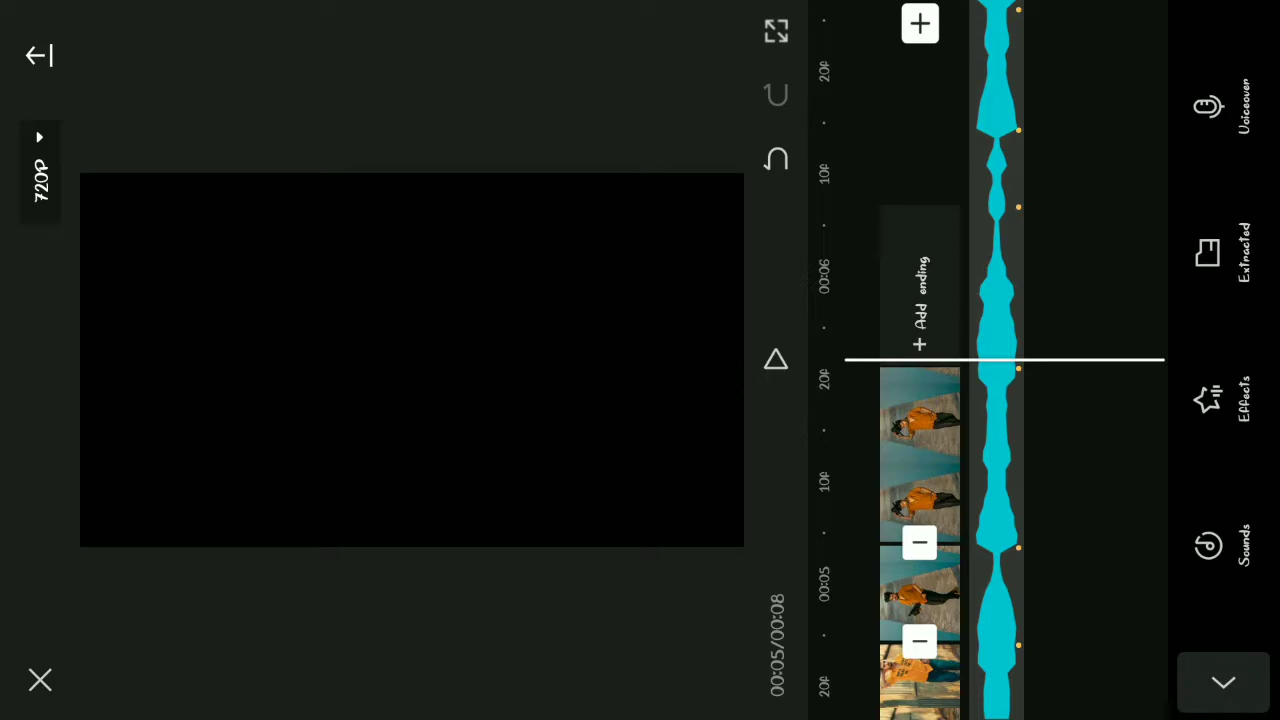 720P
00:05/00:08
20f
00:05
10f
20f
00:06
10f
20f
+ Add ending
Sounds
Effects
Extracted
Voiceover